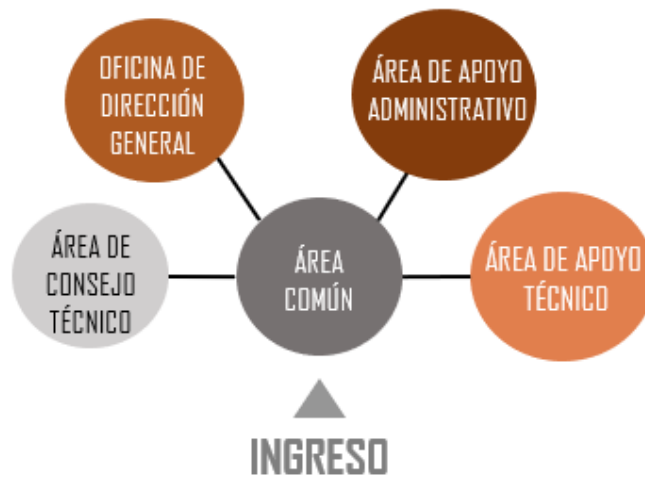 OFICINA DE
DIRECCIÓN
GENERAL
ÁREA DE APOYO
ADMINISTRATIVO
ÁREA DE
CONSEJO
TÉCNICO
ÁREA
COMÚN
ÁREA DE APOYO
TÉCNICO
INGRESO